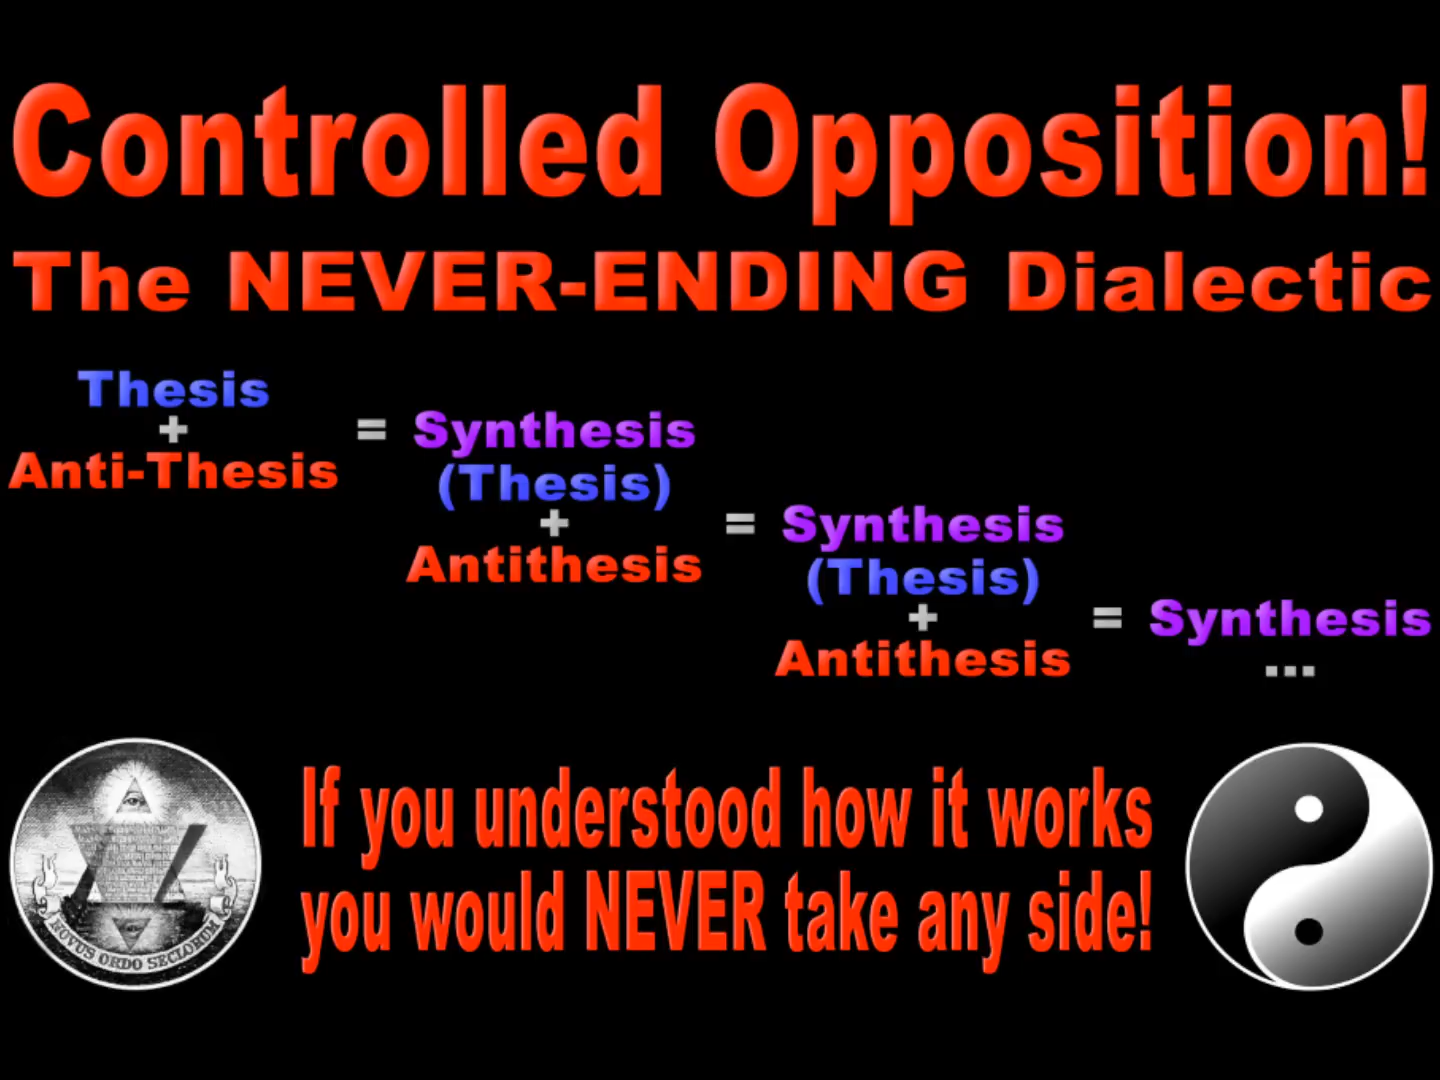 Controlled Opposition!
The NEVER-ENDING Dialectic
Thesis
+
Anti-Thesis
= Synthesis
(Thesis)
+
Antithesis
= Synthesis
(Thesis)
+
Antithesis
= Synthesis
...
If you understood how it works
you would NEVER take any side!
NOVUS ORDO SECLORUM